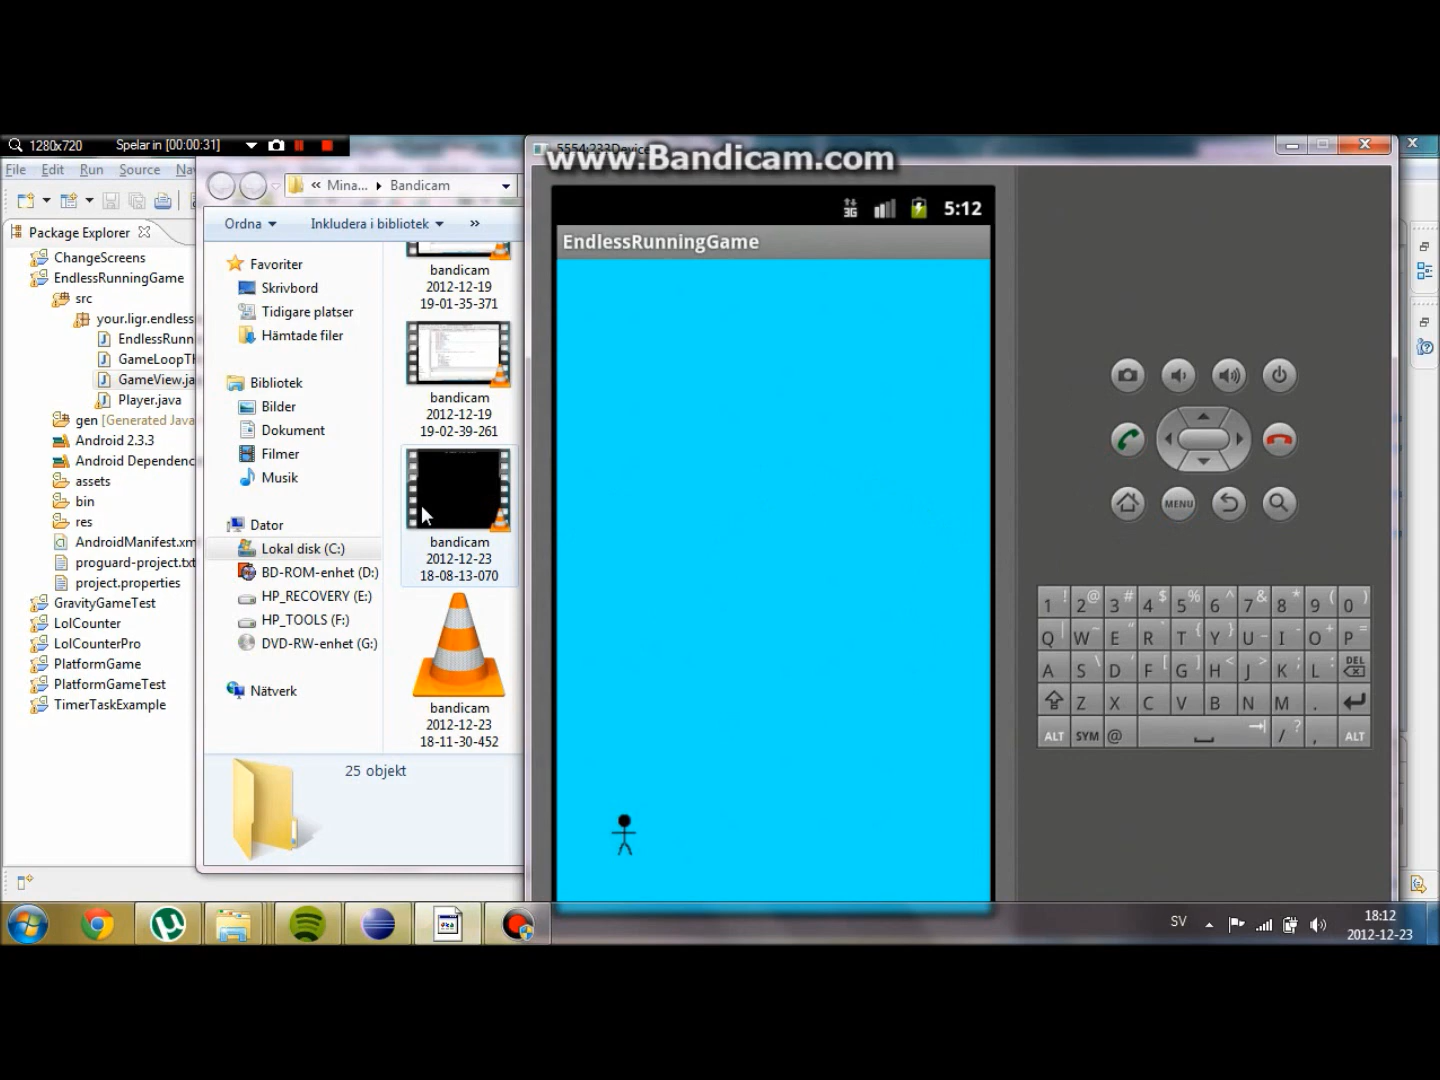 1280x720 Spelar in [00:00:31]
www.Bandicam.com
File Edit Run Source
Mina... Bandicam
5:12
Package Explorer
Ordna Inkludera i bibliotek »
EndlessRunningGame
ChangeScreens
EndlessRunningGame
src
your.ligr.endless
EndlessRunn
GameLoopTh
GameView.ja
Player.java
gen [Generated Java
Android 2.3.3
Android Dependenc
assets
bin
res
AndroidManifest.xm
proguard-project.txt
project.properties
GravityGameTest
LolCounter
LolCounterPro
PlatformGame
PlatformGameTest
TimerTaskExample
Favoriter
Skrivbord
Tidigare platser
Hämtade filer
Bibliotek
Bilder
Dokument
Filmer
Musik
Dator
Lokal disk (C:)
BD-ROM-enhet (D:)
HP_RECOVERY (E:)
HP_TOOLS (F:)
DVD-RW-enhet (G:)
Nätverk
bandicam
2012-12-19
19-01-35-371
bandicam
2012-12-19
19-02-39-261
bandicam
2012-12-23
18-08-13-070
bandicam
2012-12-23
18-11-30-452
25 objekt
MENU
1 ! 2 @ 3 # 4 $ 5 % 6 ^ 7 & 8 * 9 ( 0 )
Q | W ~ E " R ` T { Y } U _ I - O + P =
A S \ D ' F [ G ] H < J > K ; L : DEL
Z X C V B N M .
ALT SYM @ / ? , ALT
SV
18:12
2012-12-23